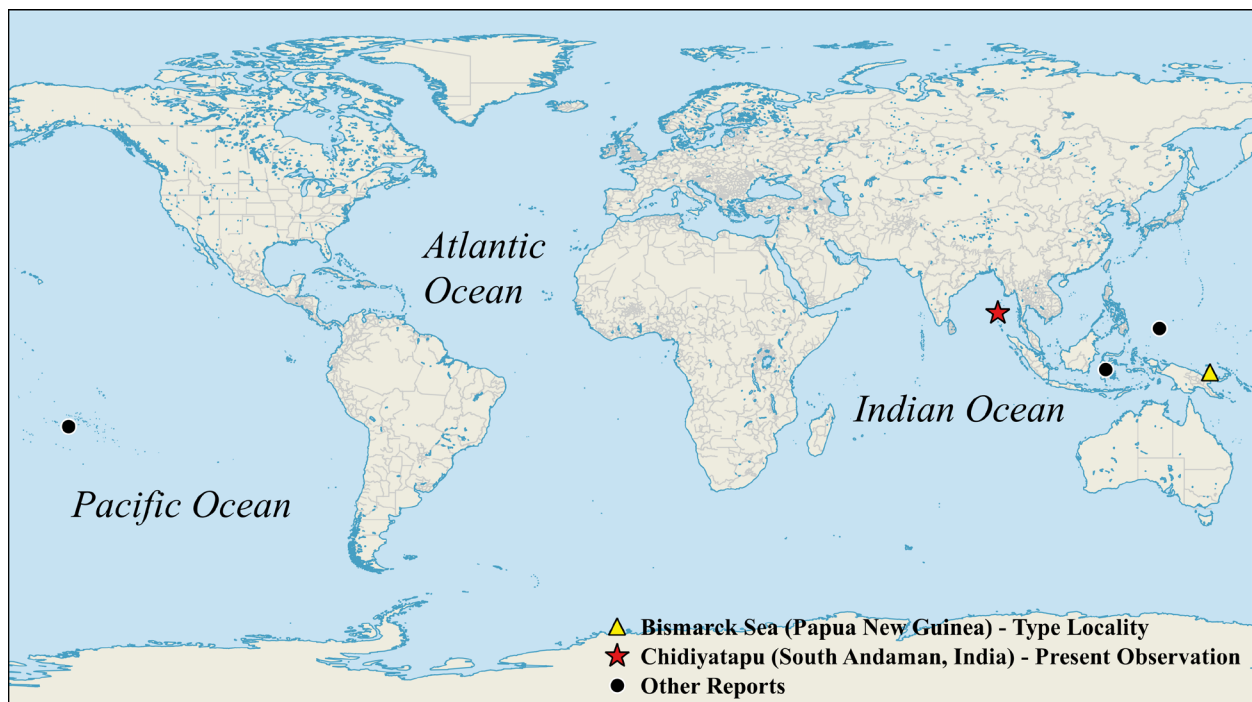 Atlantic
Ocean
Indian Ocean
Pacific Ocean
Bismarck Sea (Papua New Guinea) - Type Locality
Chidiyatapu (South Andaman, India) - Present Observation
Other Reports